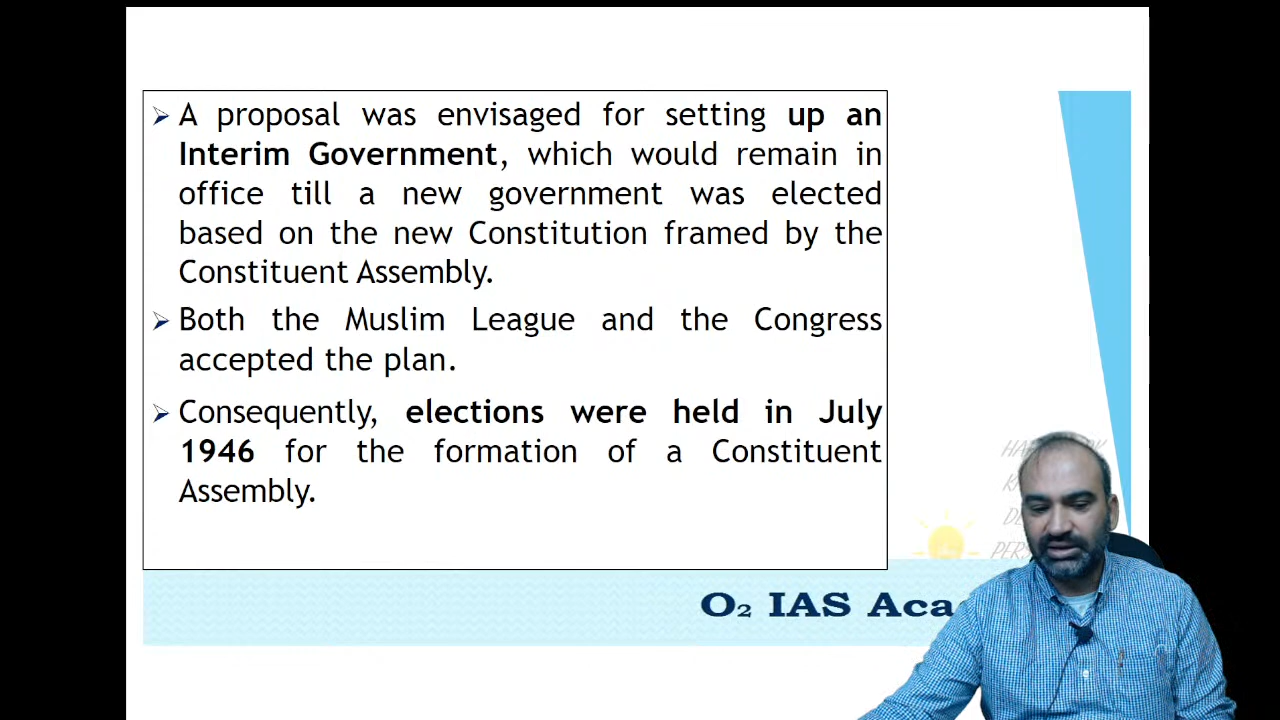 A proposal was envisaged for setting up an
Interim Government, which would remain in
office till a new government was elected
based on the new Constitution framed by the
Constituent Assembly.
Both the Muslim League and the Congress
accepted the plan.
Consequently, elections were held in July
1946 for the formation of a Constituent
Assembly.
O₂ IAS